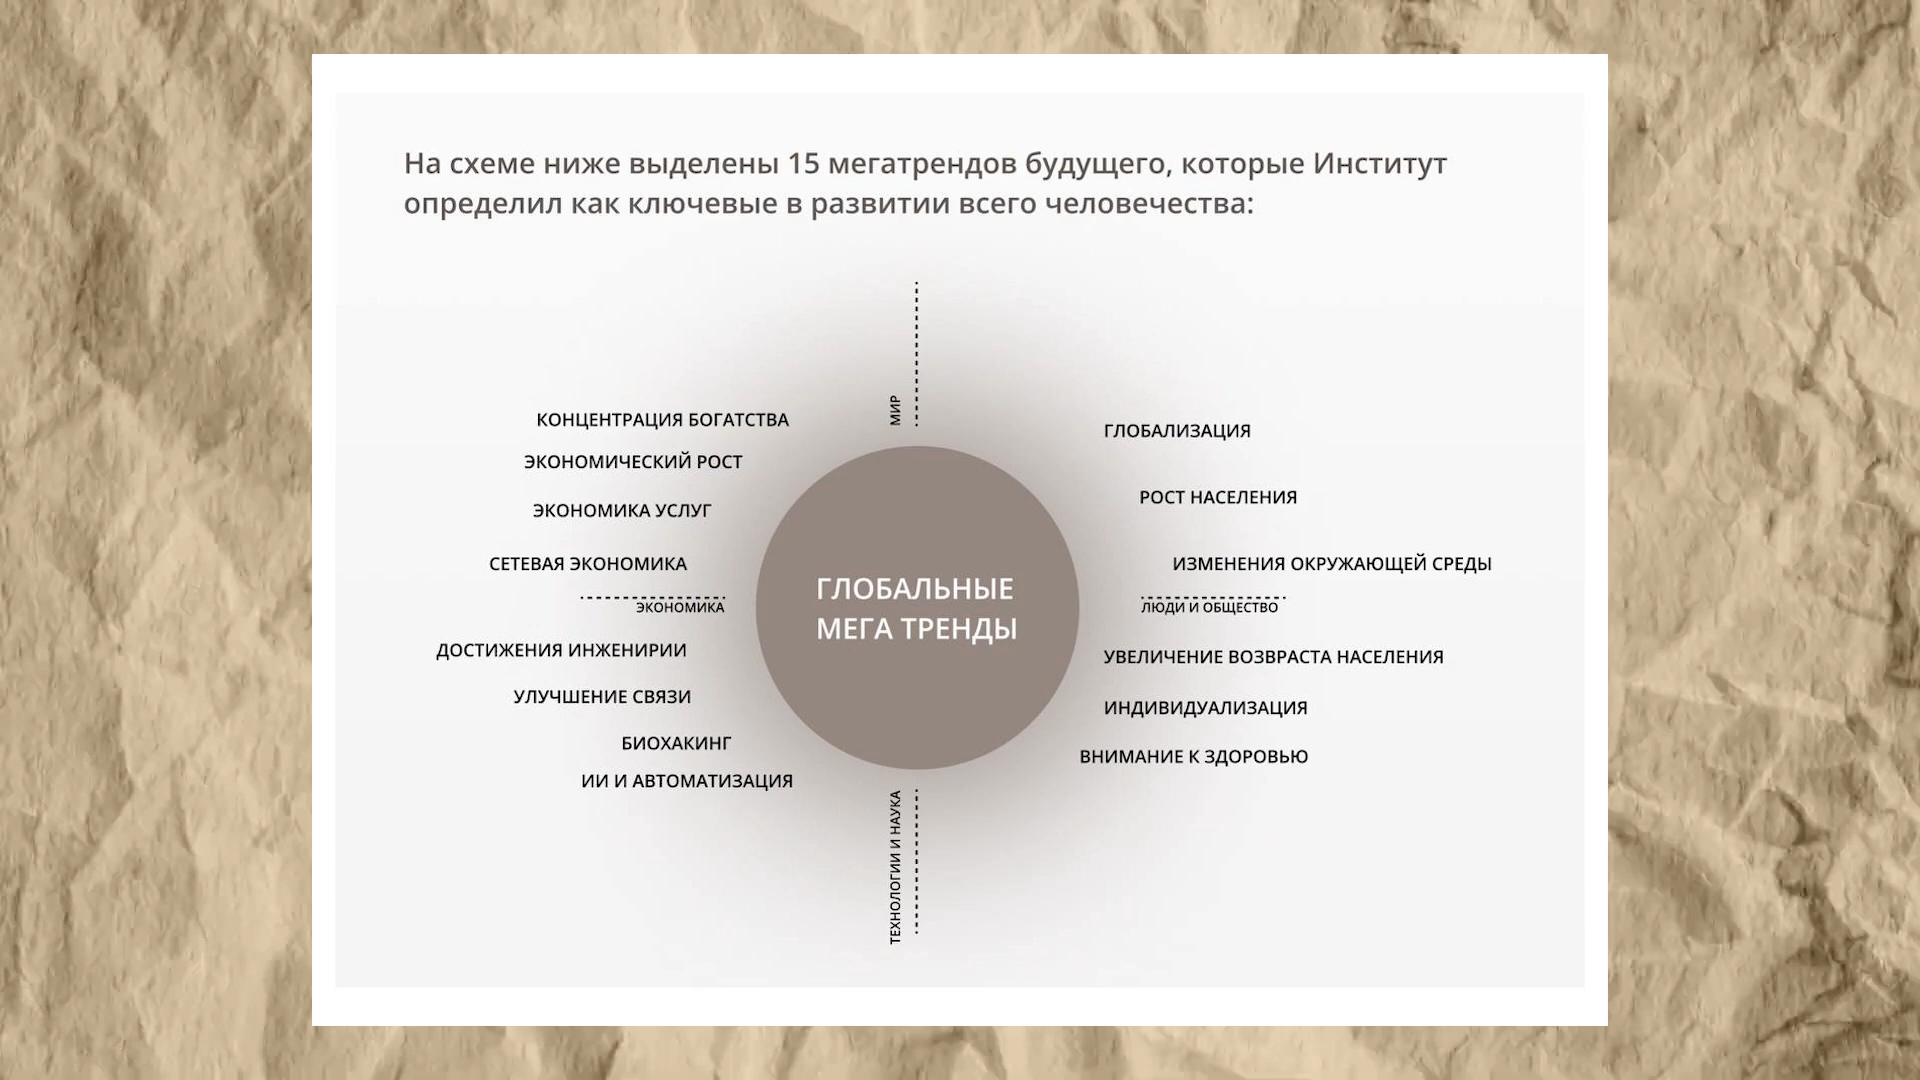 На схеме ниже выделены 15 мегатрендов будущего, которые Институт
определил как ключевые в развитии всего человечества:
МИР
КОНЦЕНТРАЦИЯ БОГАТСТВА
ЭКОНОМИЧЕСКИЙ РОСТ
ЭКОНОМИКА УСЛУГ
СЕТЕВАЯ ЭКОНОМИКА
ЭКОНОМИКА
ДОСТИЖЕНИЯ ИНЖЕНИРИИ
УЛУЧШЕНИЕ СВЯЗИ
БИОХАКИНГ
ИИ И АВТОМАТИЗАЦИЯ
ГЛОБАЛЬНЫЕ
МЕГА ТРЕНДЫ
ГЛОБАЛИЗАЦИЯ
РОСТ НАСЕЛЕНИЯ
ИЗМЕНЕНИЯ ОКРУЖАЮЩЕЙ СРЕДЫ
ЛЮДИ И ОБЩЕСТВО
УВЕЛИЧЕНИЕ ВОЗВРАСТА НАСЕЛЕНИЯ
ИНДИВИДУАЛИЗАЦИЯ
ВНИМАНИЕ К ЗДОРОВЬЮ
ТЕХНОЛОГИИ И НАУКА